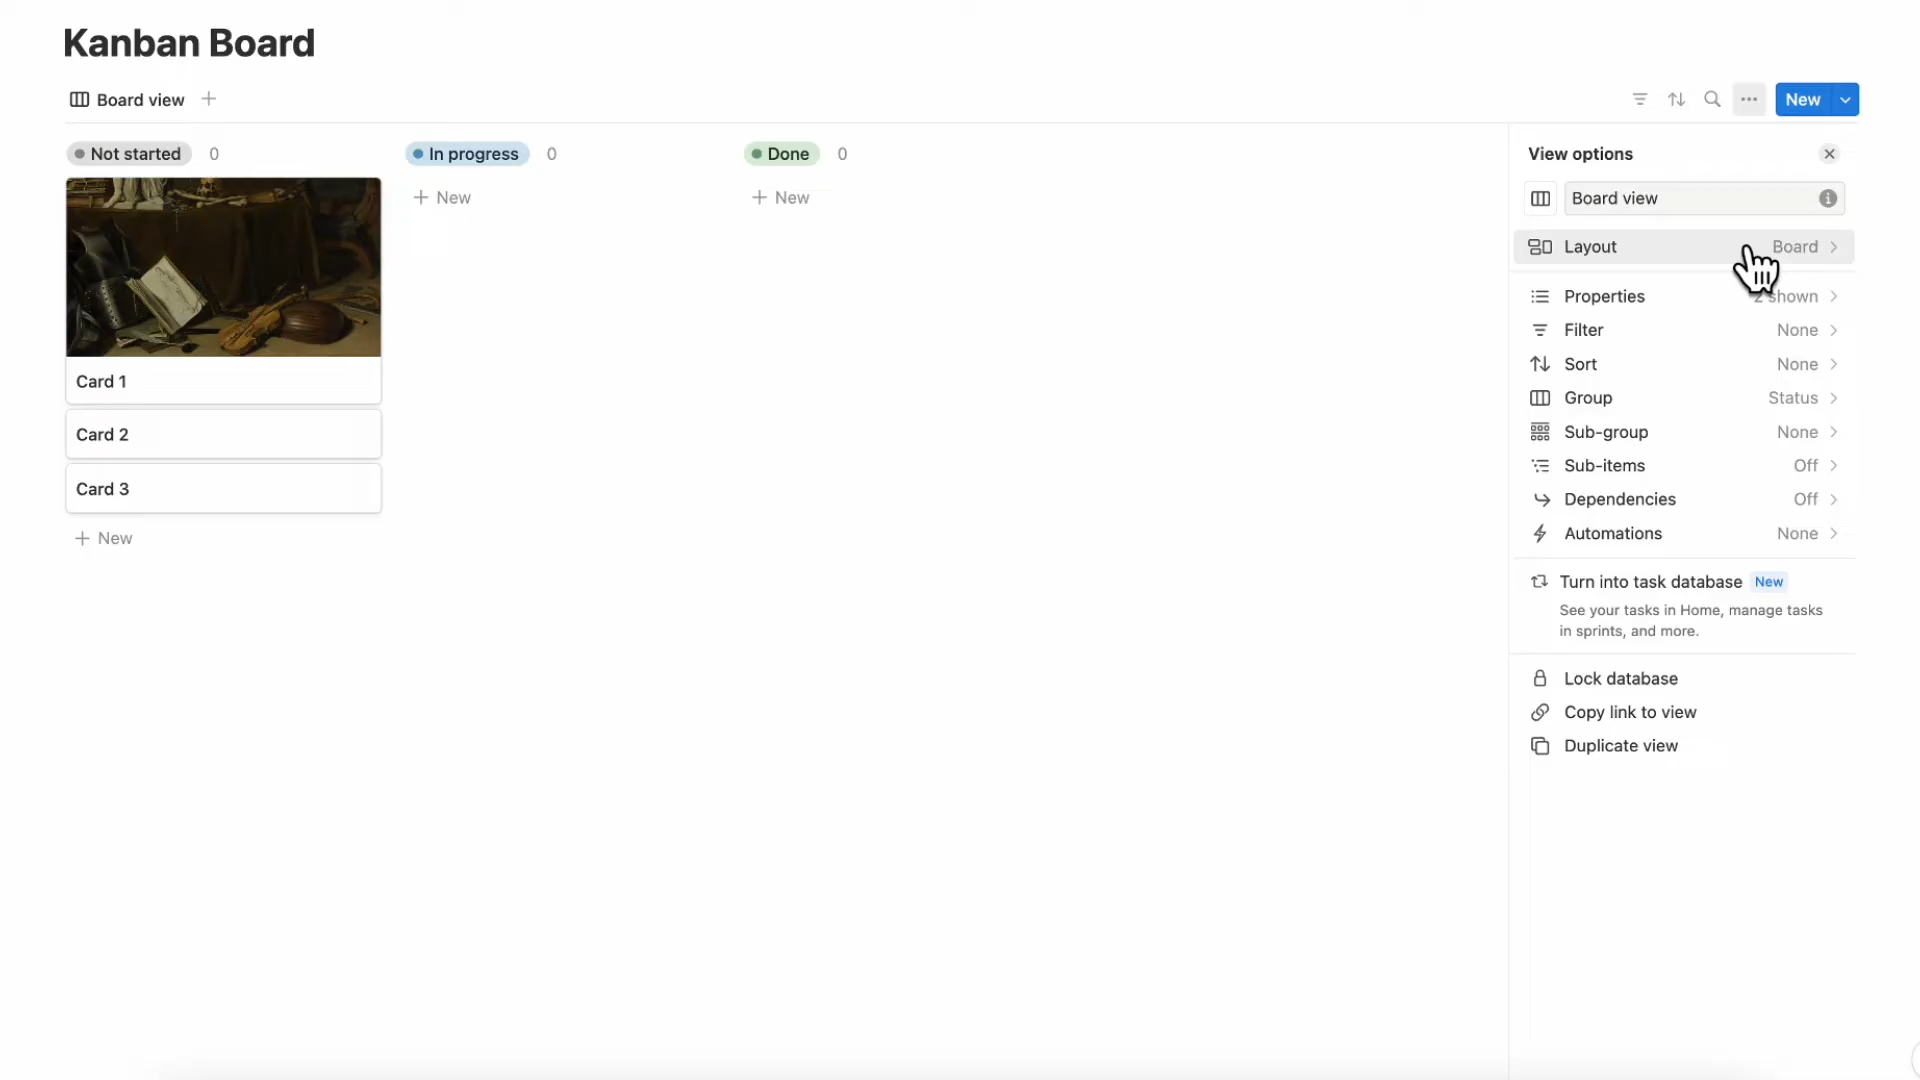 Kanban Board
Board view
New
Not started 0
In progress 0
Done 0
Card 1
Card 2
Card 3
New
New
New
View options
Board view
Layout Board
Properties 2 shown
Filter None
Sort None
Group Status
Sub-group None
Sub-items Off
Dependencies Off
Automations None
Turn into task database New
See your tasks in Home, manage tasks
in sprints, and more.
Lock database
Copy link to view
Duplicate view